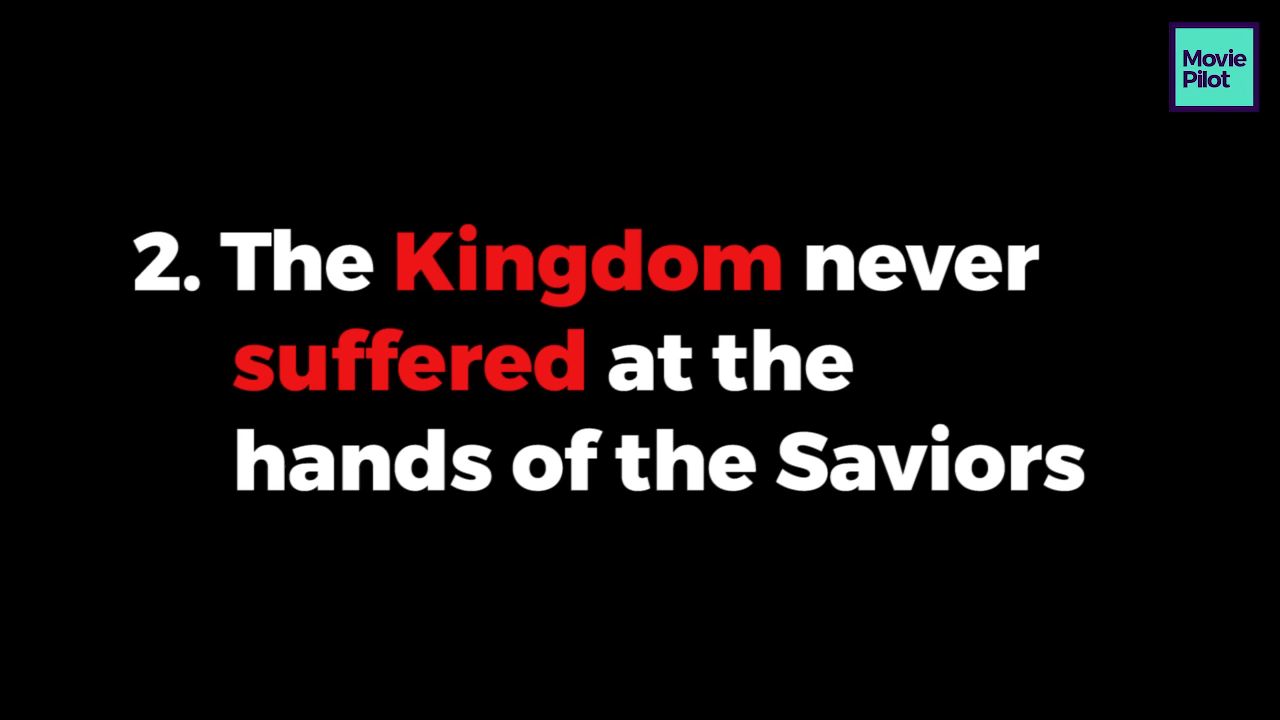 Movie
Pilot
2. The Kingdom never
suffered at the
hands of the Saviors